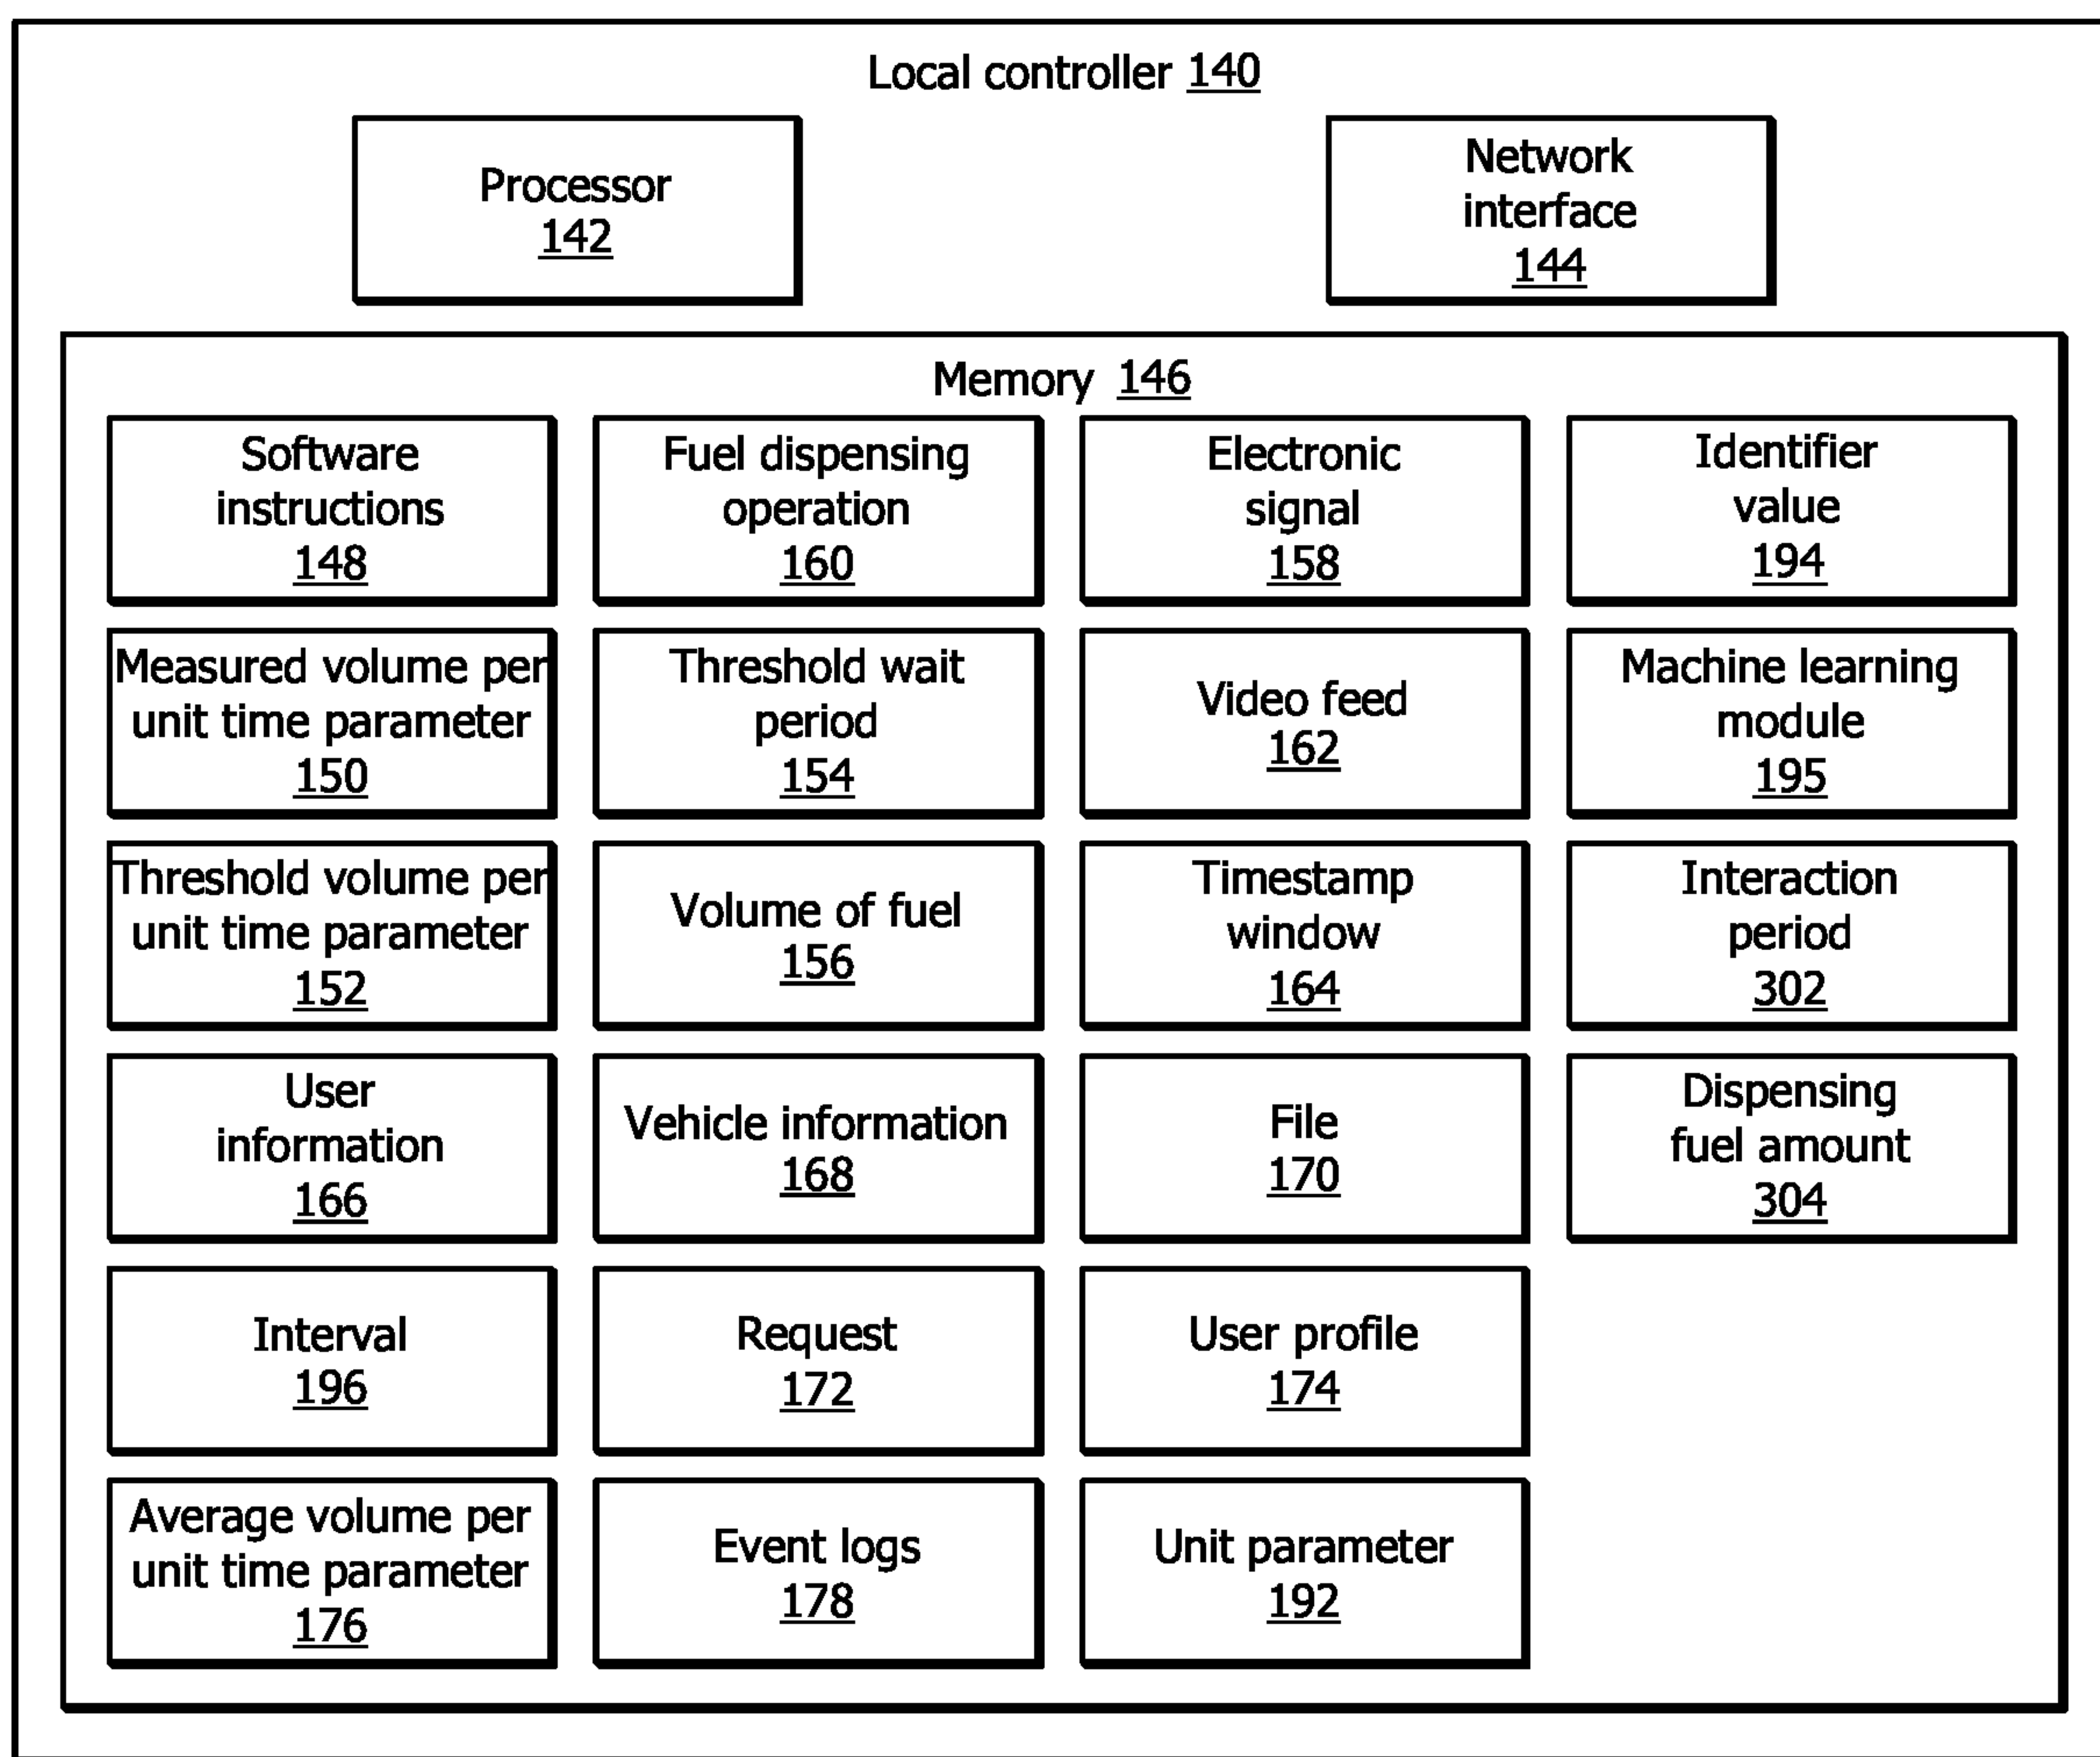 Local controller 140
Processor
142
Network
interface
144
Memory 146
Software
instructions
148
Fuel dispensing
operation
160
Electronic
signal
158
Identifier
value
194
Measured volume per
unit time parameter
150
Threshold wait
period
154
Video feed
162
Machine learning
module
195
Threshold volume per
unit time parameter
152
Volume of fuel
156
Timestamp
window
164
Interaction
period
302
User
information
166
Vehicle information
168
File
170
Dispensing
fuel amount
304
Interval
196
Request
172
User profile
174
Average volume per
unit time parameter
176
Event logs
178
Unit parameter
192